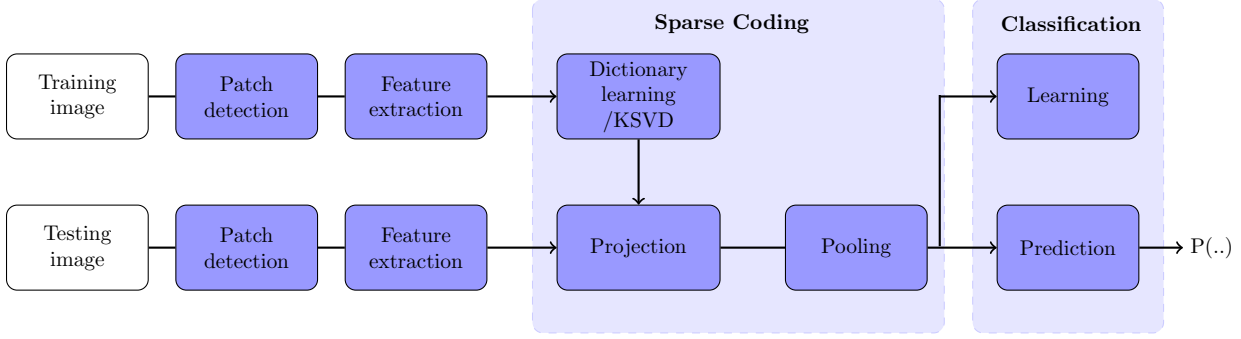 Sparse Coding
Classification
Training
image
Patch
detection
Feature
extraction
Dictionary
learning
/KSVD
Learning
Testing
image
Patch
detection
Feature
extraction
Projection
Pooling
Prediction
P(..)